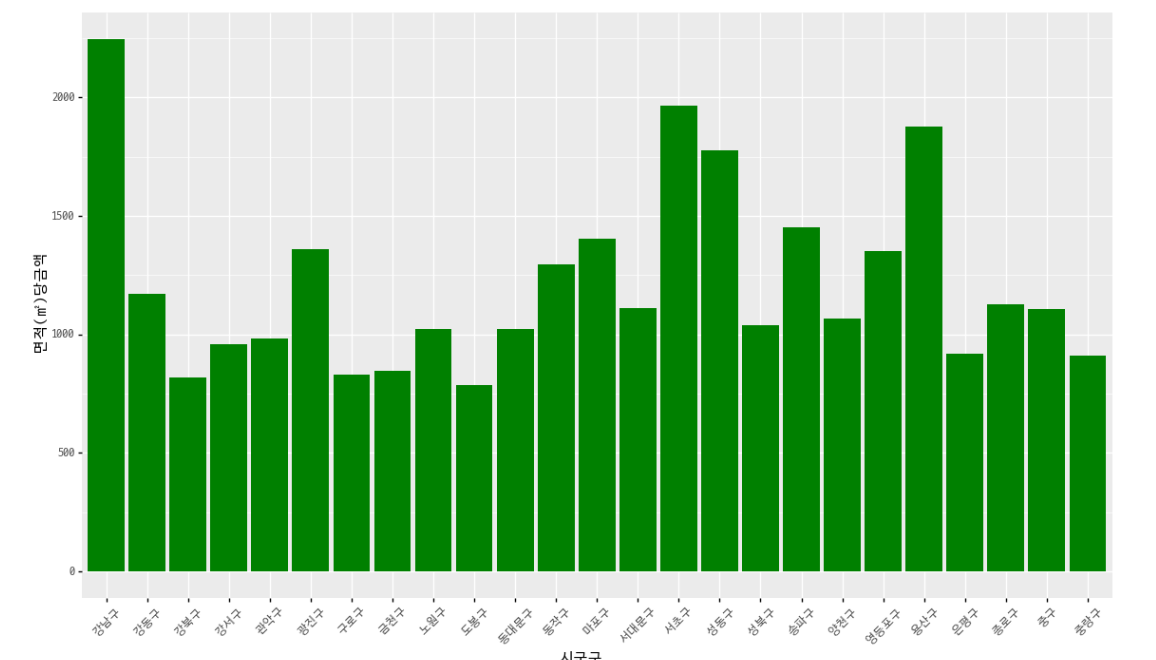 면적(㎡)당금액
2000
1500
1000
500
0
강남구 강동구 강북구 강서구 관악구 광진구 구로구 금천구 노원구 도봉구 동대문구 동작구 마포구 서대문구 서초구 성동구 성북구 송파구 양천구 영등포구 용산구 은평구 종로구 중구 중랑구
시군구